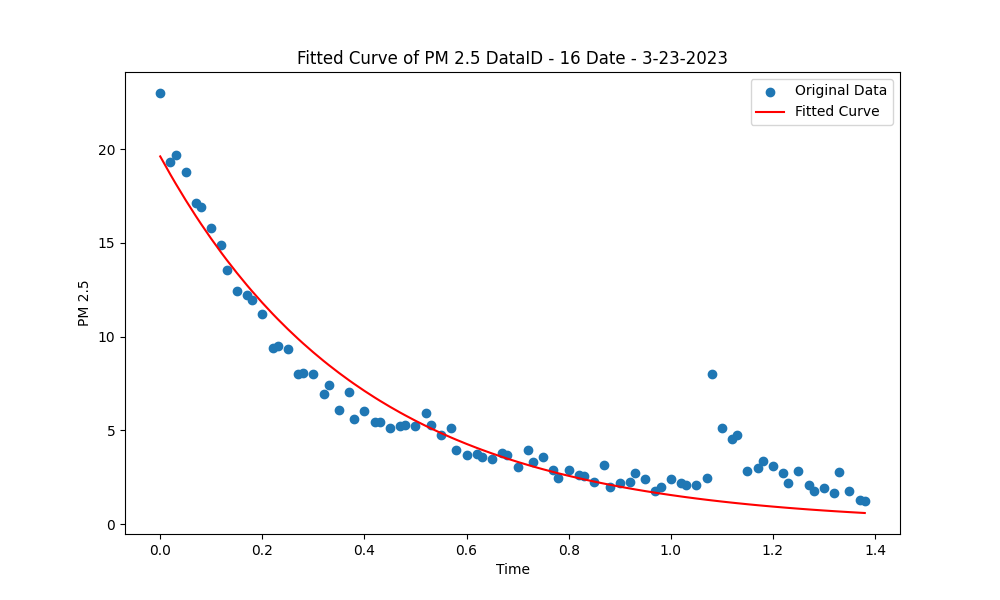 Fitted Curve of PM 2.5 DataID - 16 Date - 3-23-2023
Original Data
Fitted Curve
PM 2.5
20
15
10
5
0
0.0 0.2 0.4 0.6 0.8 1.0 1.2 1.4
Time